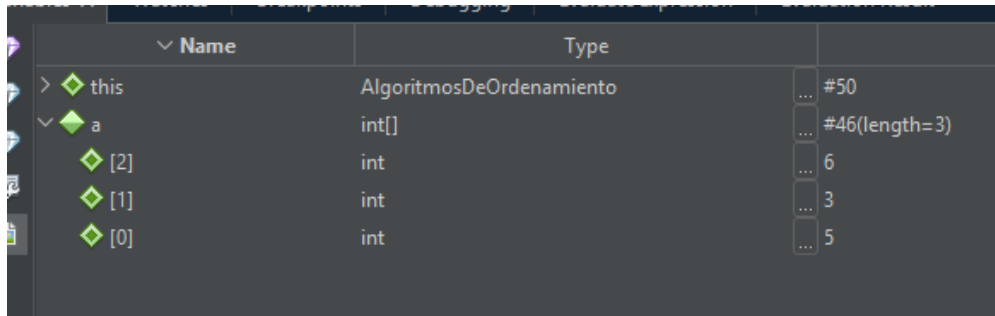 Name Type
this AlgoritmosDeOrdenamiento ... #50
a int[] ... #46(length=3)
[2] int ... 6
[1] int ... 3
[0] int ... 5